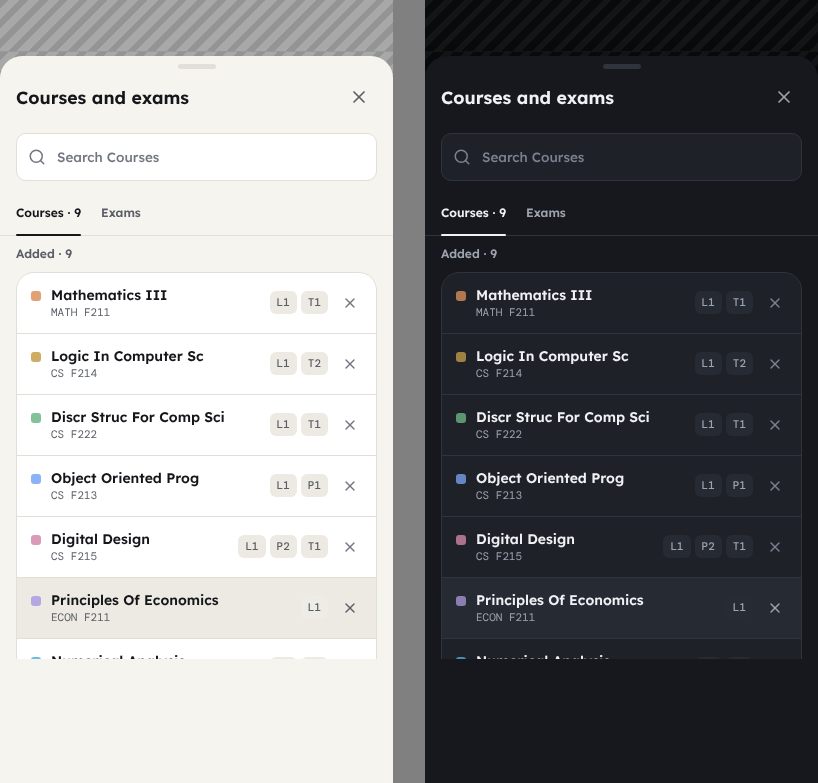 Courses and exams
Search Courses
Courses · 9 Exams
Added · 9
Mathematics III
MATH F211
L1 T1
Logic In Computer Sc
CS F214
L1 T2
Discr Struc For Comp Sci
CS F222
L1 T1
Object Oriented Prog
CS F213
L1 P1
Digital Design
CS F215
L1 P2 T1
Principles Of Economics
ECON F211
L1
Numerical Analysis
Courses and exams
Search Courses
Courses · 9 Exams
Added · 9
Mathematics III
MATH F211
L1 T1
Logic In Computer Sc
CS F214
L1 T2
Discr Struc For Comp Sci
CS F222
L1 T1
Object Oriented Prog
CS F213
L1 P1
Digital Design
CS F215
L1 P2 T1
Principles Of Economics
ECON F211
L1
Numerical Analysis